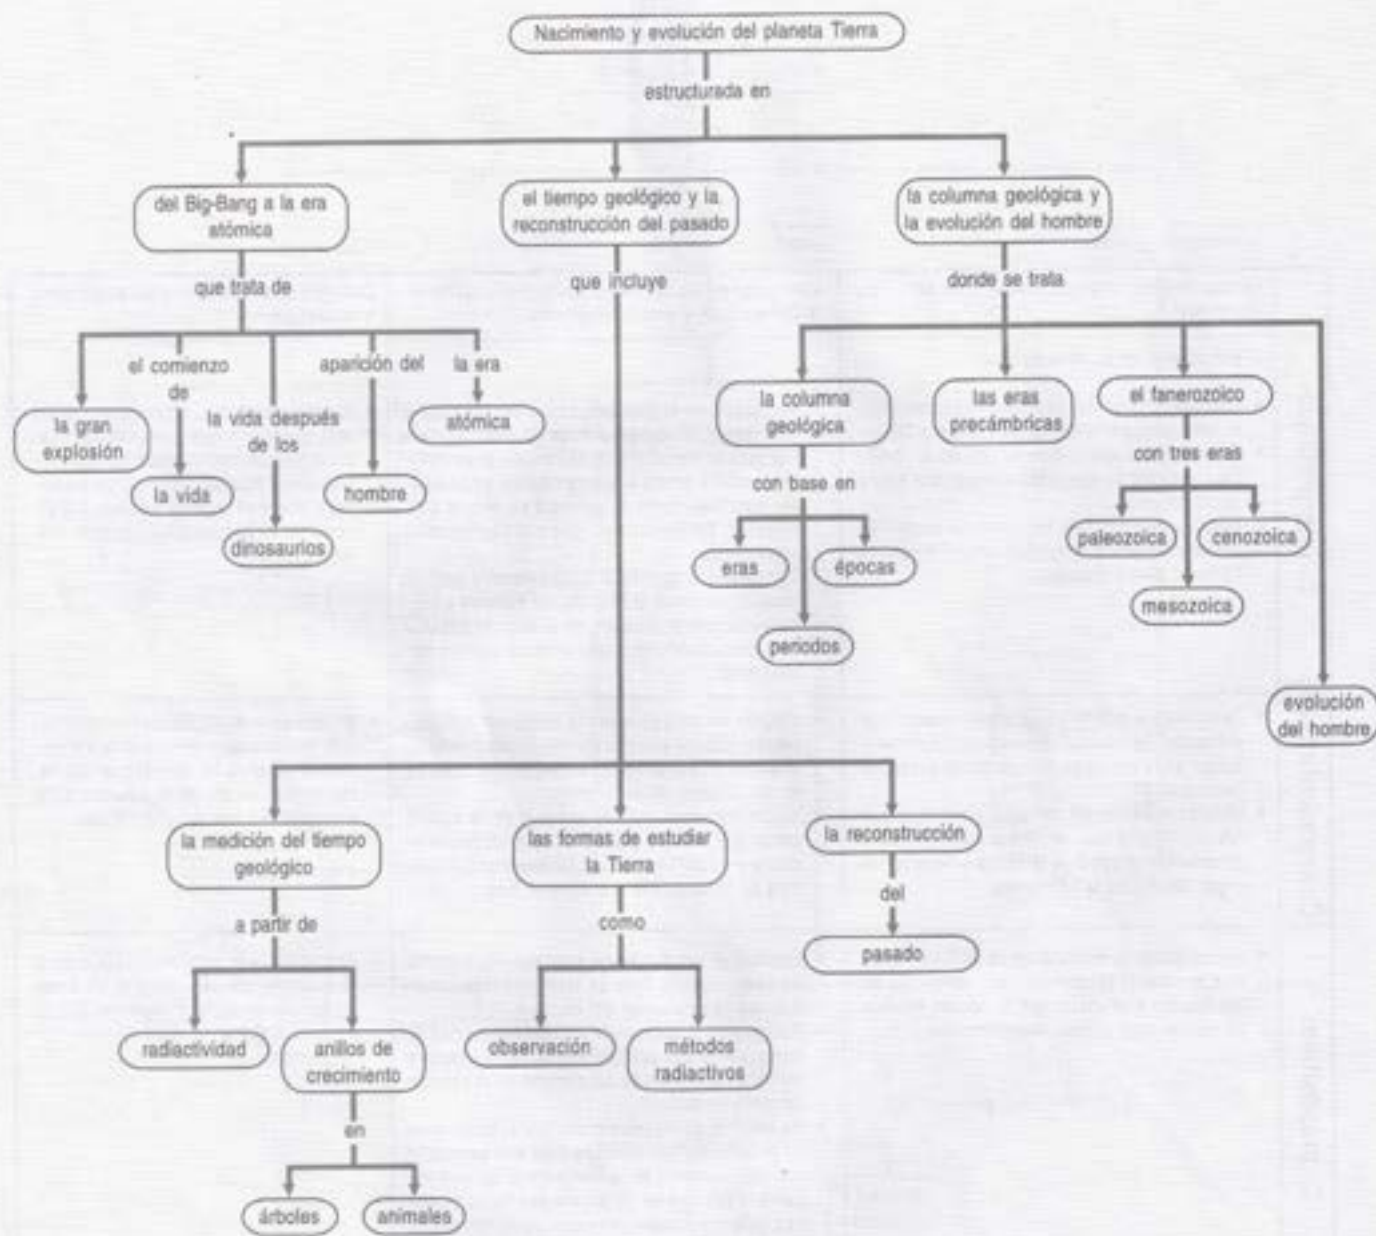 Nacimiento y evolución del planeta Tierra
estructurada en
del Big-Bang a la era
atómica
el tiempo geológico y la
reconstrucción del pasado
la columna geológica y
la evolución del hombre
que trata de
que incluye
donde se trata
la gran
explosión
el comienzo
de
la vida
la vida después
de los
dinosaurios
aparición del
hombre
la era
atómica
la columna
geológica
con base en
eras
épocas
periodos
las eras
precámbricas
el fanerozoico
con tres eras
paleozoica
cenozoica
mesozoica
evolución
del hombre
la medición del tiempo
geológico
a partir de
radiactividad
anillos de
crecimiento
en
árboles
animales
las formas de estudiar
la Tierra
como
observación
métodos
radiactivos
la reconstrucción
del
pasado